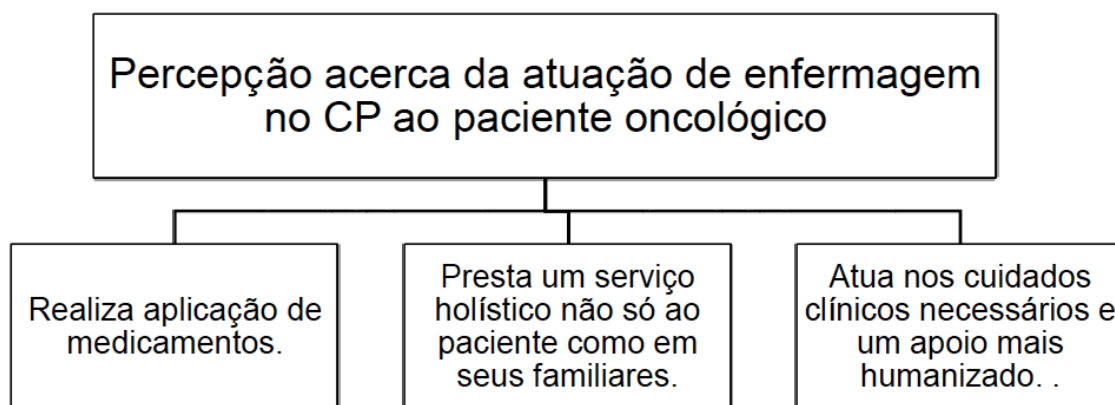 Percepção acerca da atuação de enfermagem
no CP ao paciente oncológico
Realiza aplicação de
medicamentos.
Presta um serviço
holístico não só ao
paciente como em
seus familiares.
Atua nos cuidados
clínicos necessários e
um apoio mais
humanizado. .